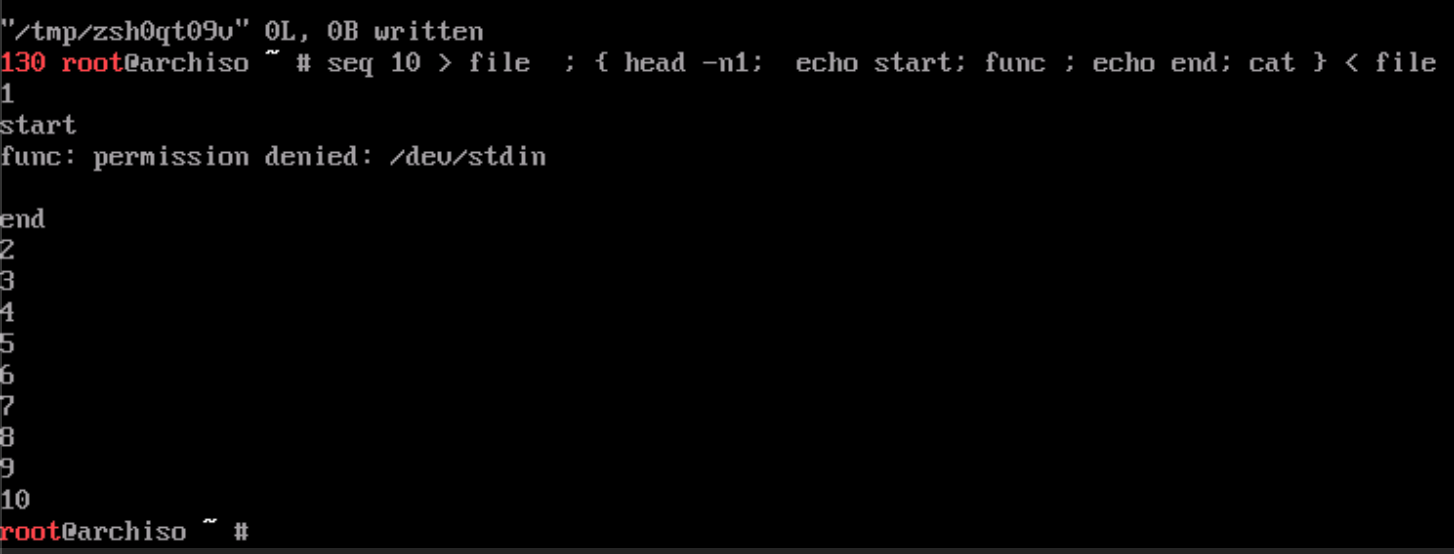 "/tmp/zsh0qt09v" 0L, 0B written
130 root@archiso ~ # seq 10 > file  ; { head -n1;  echo start; func ; echo end; cat } < file
1
start
func: permission denied: /dev/stdin

end
2
3
4
5
6
7
8
9
10
root@archiso ~ #